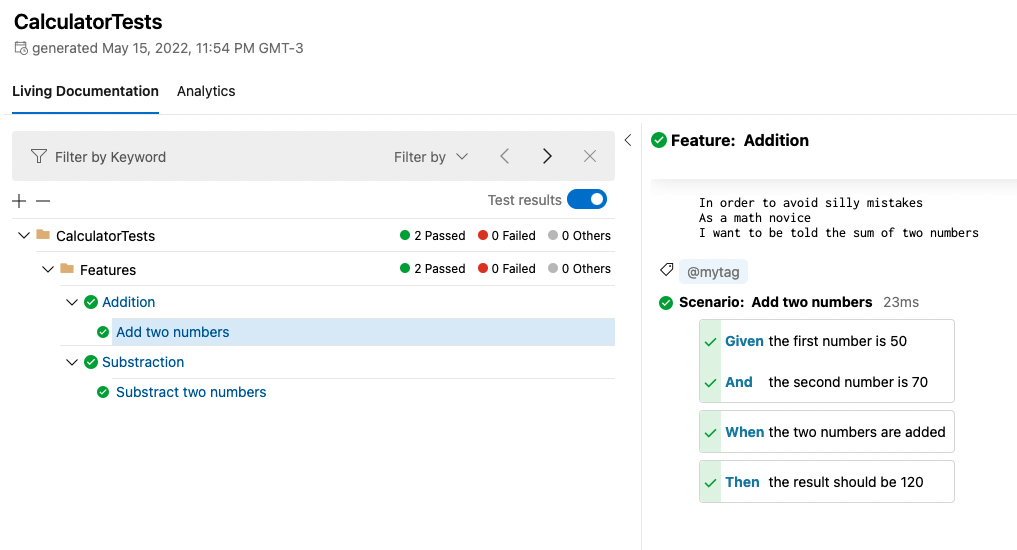 CalculatorTests
generated May 15, 2022, 11:54 PM GMT-3
Living Documentation Analytics
Filter by Keyword Filter by
Test results
CalculatorTests 2 Passed 0 Failed 0 Others
Features 2 Passed 0 Failed 0 Others
Addition
Add two numbers
Substraction
Substract two numbers
Feature: Addition
In order to avoid silly mistakes
As a math novice
I want to be told the sum of two numbers
@mytag
Scenario: Add two numbers 23ms
Given the first number is 50
And the second number is 70
When the two numbers are added
Then the result should be 120